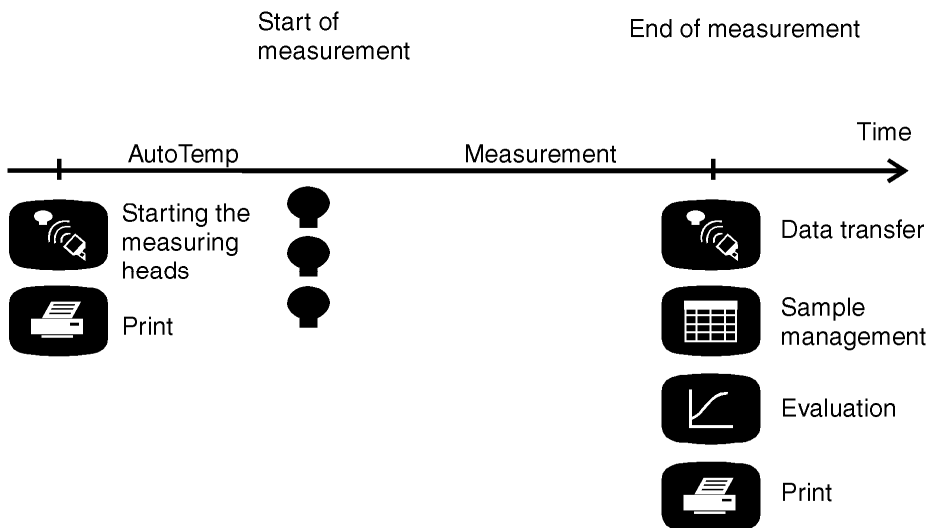 Start of
measurement
End of measurement
Time
AutoTemp
Measurement
Starting the
measuring
heads
Print
Data transfer
Sample
management
Evaluation
Print